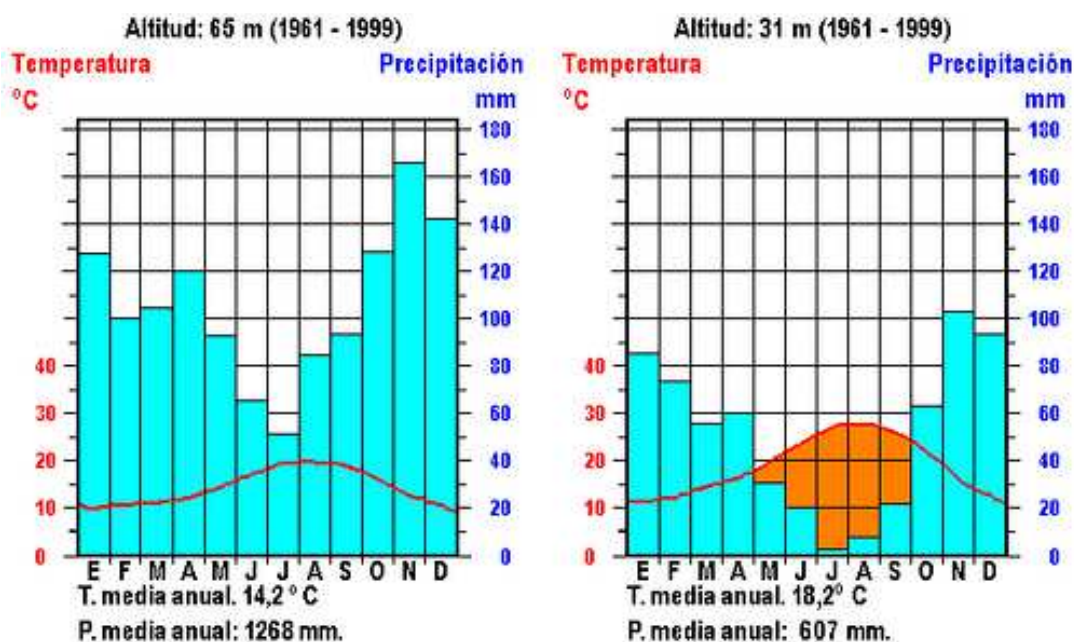 Altitud: 65 m (1961 - 1999)
Temperatura Precipitación
ºC mm
180
160
140
120
100
40 80
30 60
20 40
10 20
0 0
E F M A M J J A S O N D
T. media anual. 14,2 º C
P. media anual: 1268 mm.
Altitud: 31 m (1961 - 1999)
Temperatura Precipitación
ºC mm
180
160
140
120
100
40 80
30 60
20 40
10 20
0 0
E F M A M J J A S O N D
T. media anual. 18,2º C
P. media anual: 607 mm.